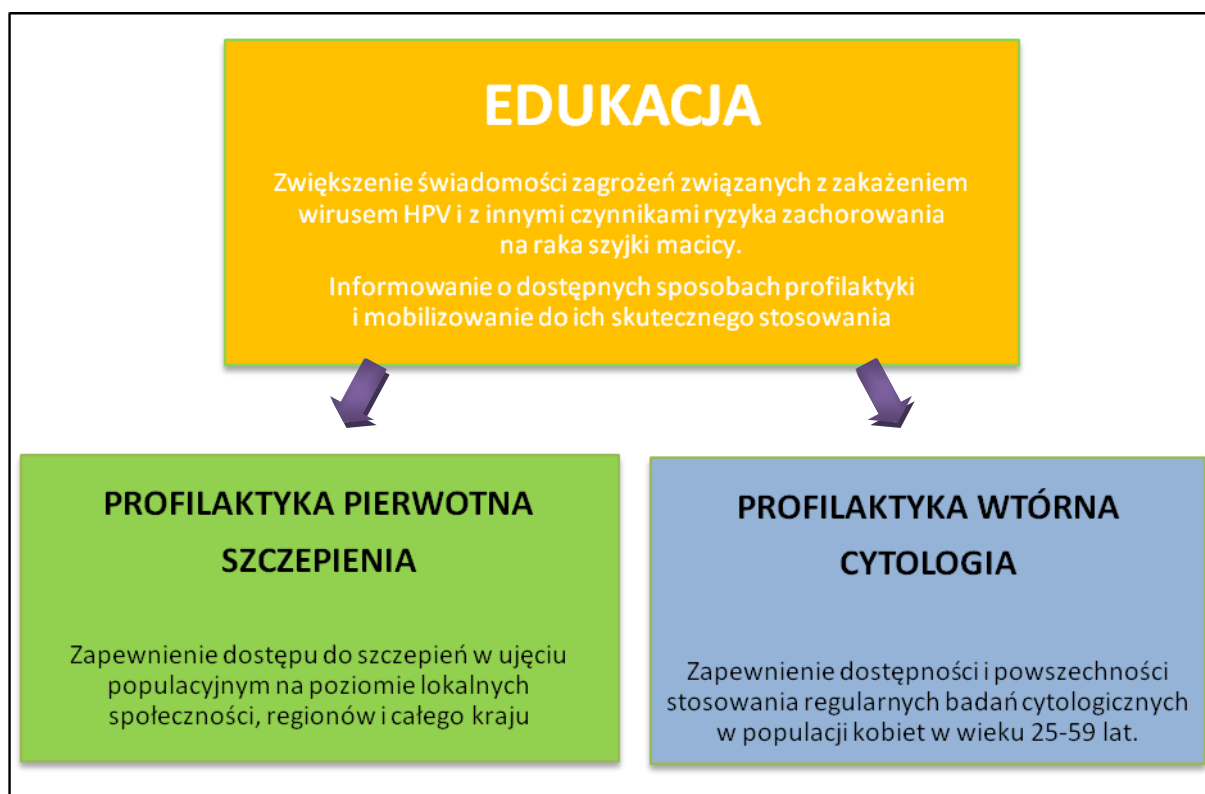 EDUKACJA
Zwiększenie świadomości zagrożeń związanych z zakażeniem
wirusem HPV i z innymi czynnikami ryzyka zachorowania
na raka szyjki macicy.
Informowanie o dostępnych sposobach profilaktyki
i mobilizowanie do ich skutecznego stosowania
PROFILAKTYKA PIERWOTNA
SZCZEPIENIA
Zapewnienie dostępu do szczepień w ujęciu
populacyjnym na poziomie lokalnych
społeczności, regionów i całego kraju
PROFILAKTYKA WTÓRNA
CYTOLOGIA
Zapewnienie dostępności i powszechności
stosowania regularnych badań cytologicznych
w populacji kobiet w wieku 25-59 lat.